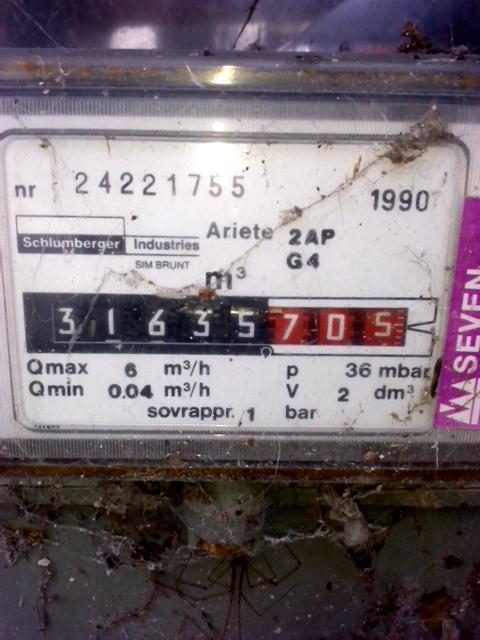 nr 24221755
1990
Schlumberger Industries
SIM BRUNT
Ariete 2AP
G4
m³
31635705
Qmax 6 m³/h p 36 mbar
Qmin 0.04 m³/h V 2 dm³
sovrappr. 1 bar
SEVEN